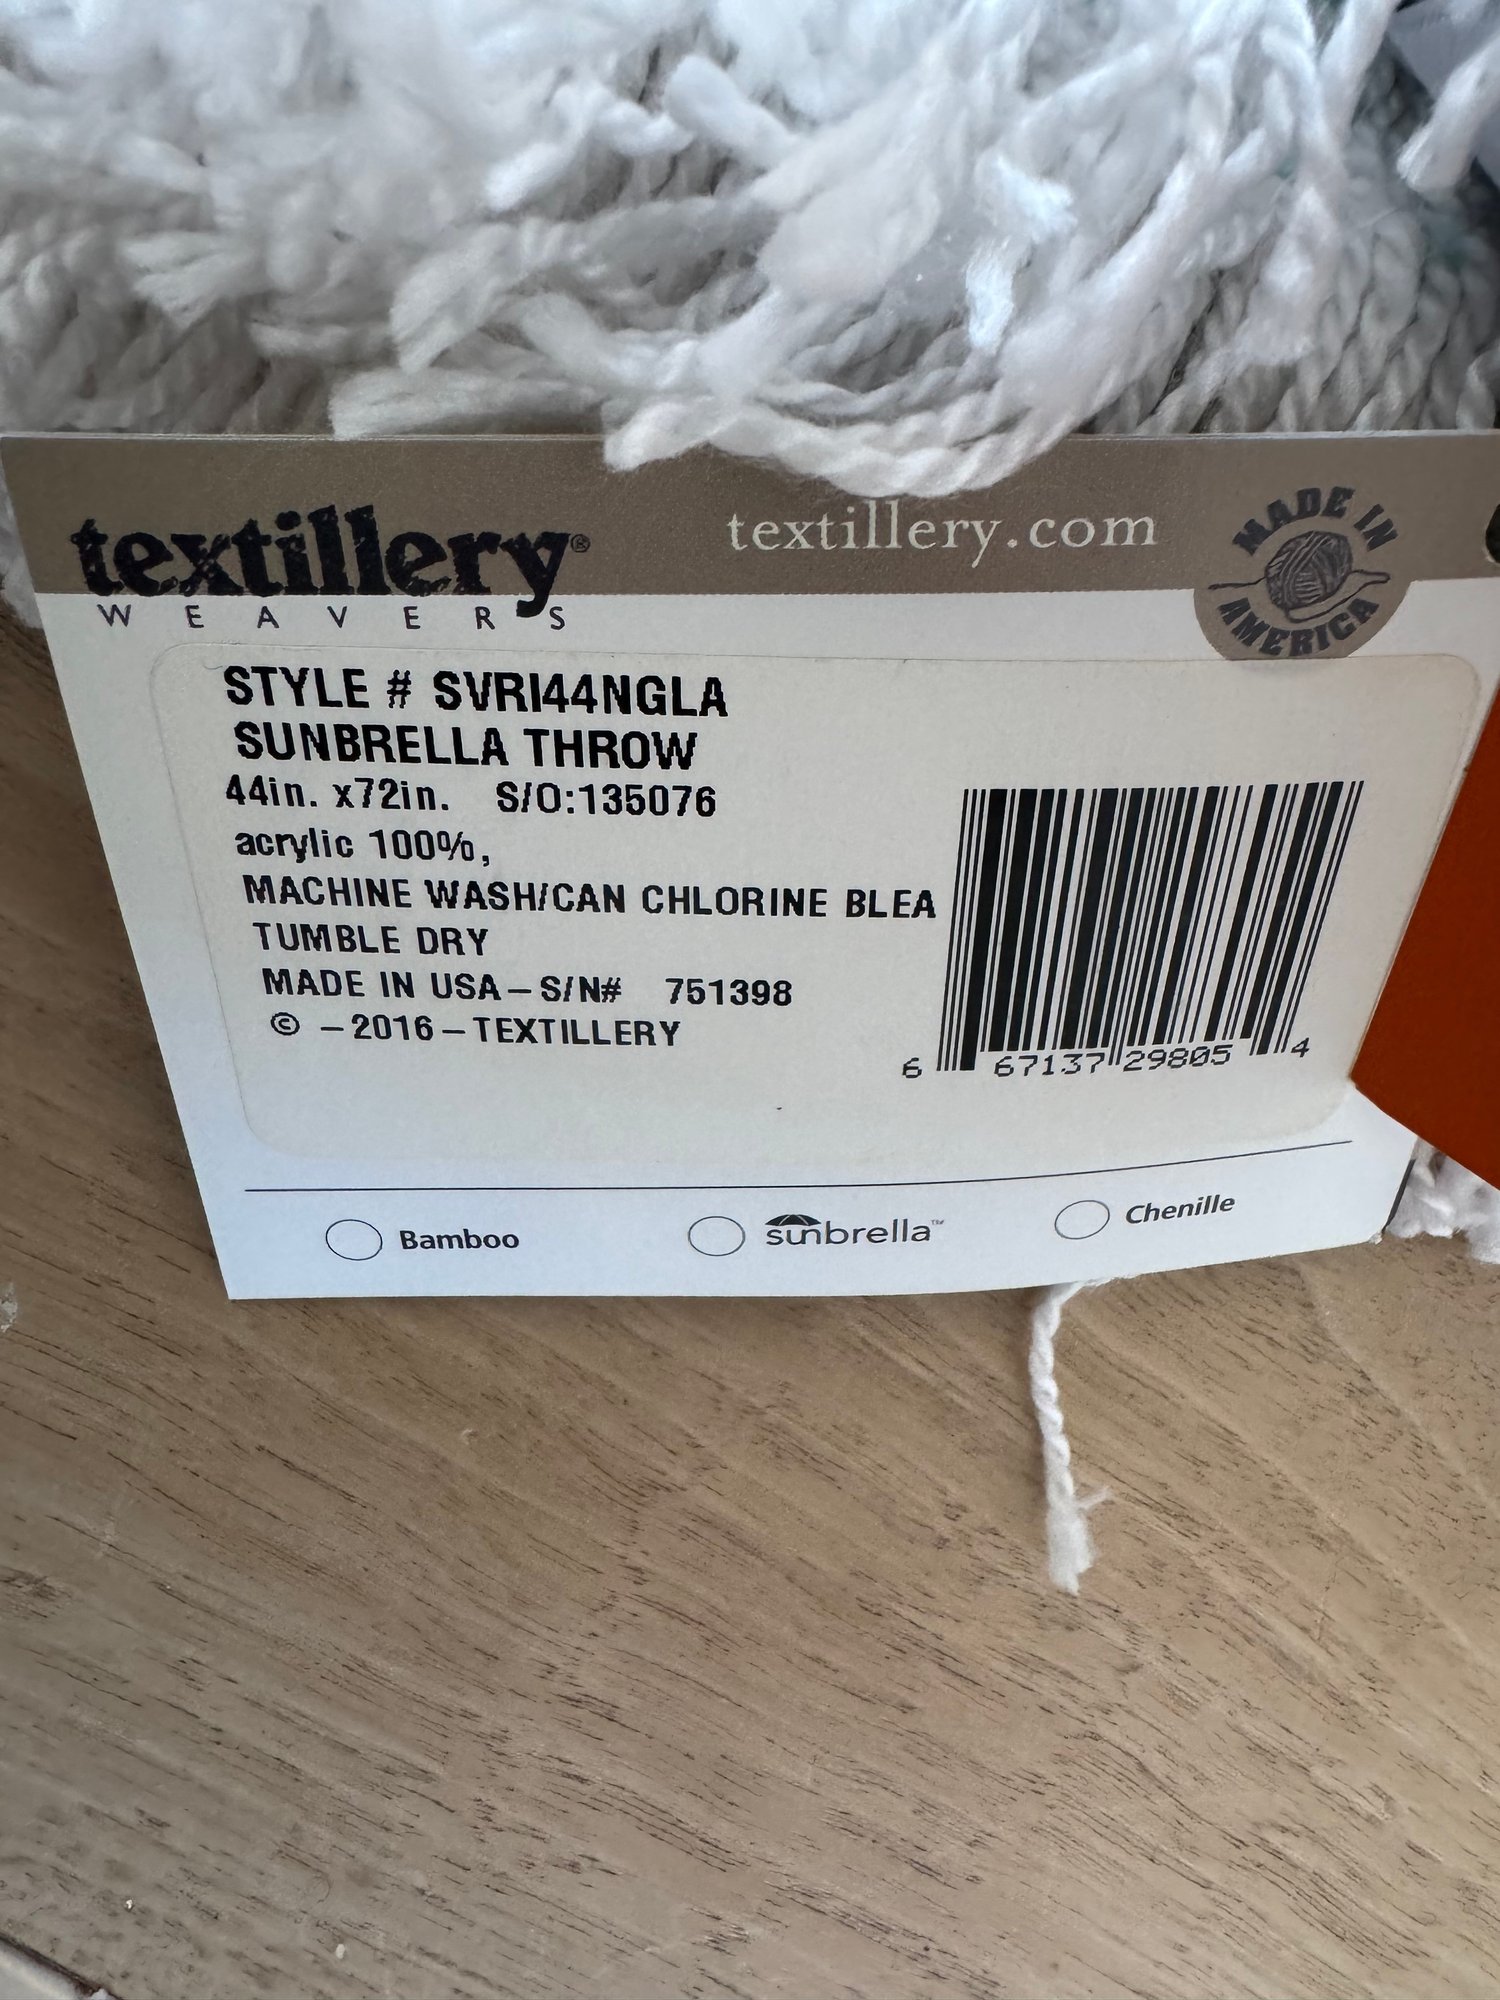 textillery®
WEAVERS
textillery.com
MADE IN
AMERICA
STYLE # SVRI44NGLA
SUNBRELLA THROW
44in. x72in. S/O:135076
acrylic 100%,
MACHINE WASH/CAN CHLORINE BLEA
TUMBLE DRY
MADE IN USA-S/N# 751398
© -2016-TEXTILLERY
6 67137 29805 4
Bamboo
sunbrella™
Chenille